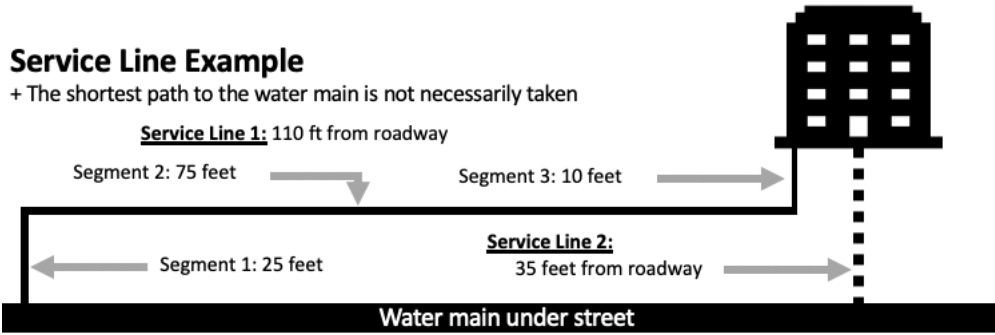 Service Line Example
+ The shortest path to the water main is not necessarily taken
Service Line 1: 110 ft from roadway
Segment 2: 75 feet
Segment 3: 10 feet
Service Line 2:
Segment 1: 25 feet
35 feet from roadway
Water main under street